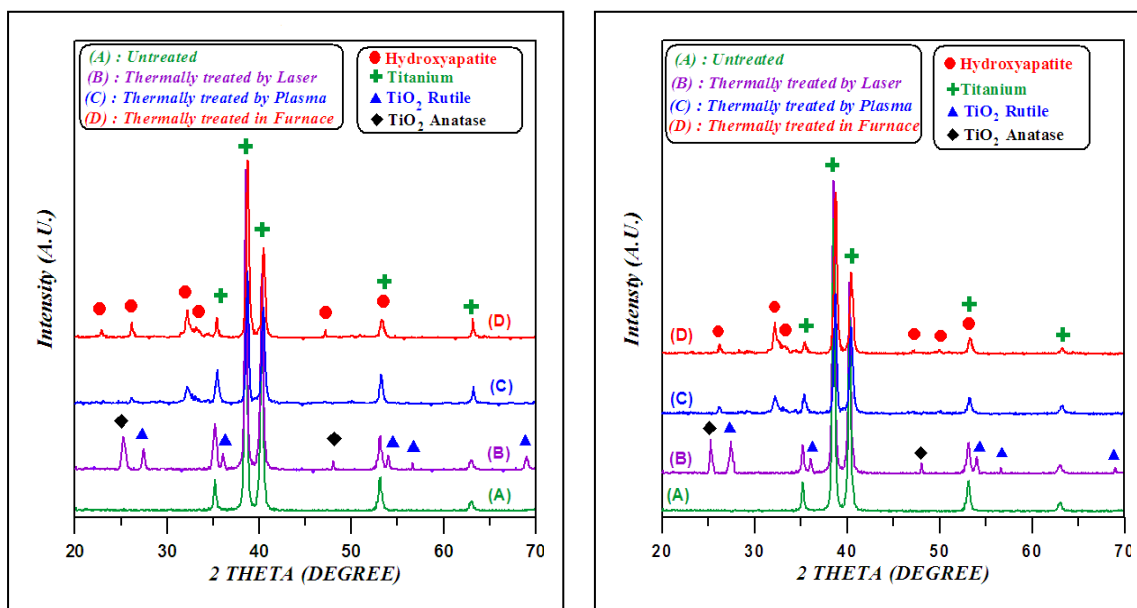 (A) : Untreated
(B) : Thermally treated by Laser
(C) : Thermally treated by Plasma
(D) : Thermally treated in Furnace
Hydroxyapatite
Titanium
TiO2 Rutile
TiO2 Anatase
Intensity (A.U.)
(D)
(C)
(B)
(A)
20 30 40 50 60 70
2 THETA (DEGREE)
(A) : Untreated
(B) : Thermally treated by Laser
(C) : Thermally treated by Plasma
(D) : Thermally treated in Furnace
Hydroxyapatite
Titanium
TiO2 Rutile
TiO2 Anatase
Intensity (A.U.)
(D)
(C)
(B)
(A)
20 30 40 50 60 70
2 THETA (DEGREE)